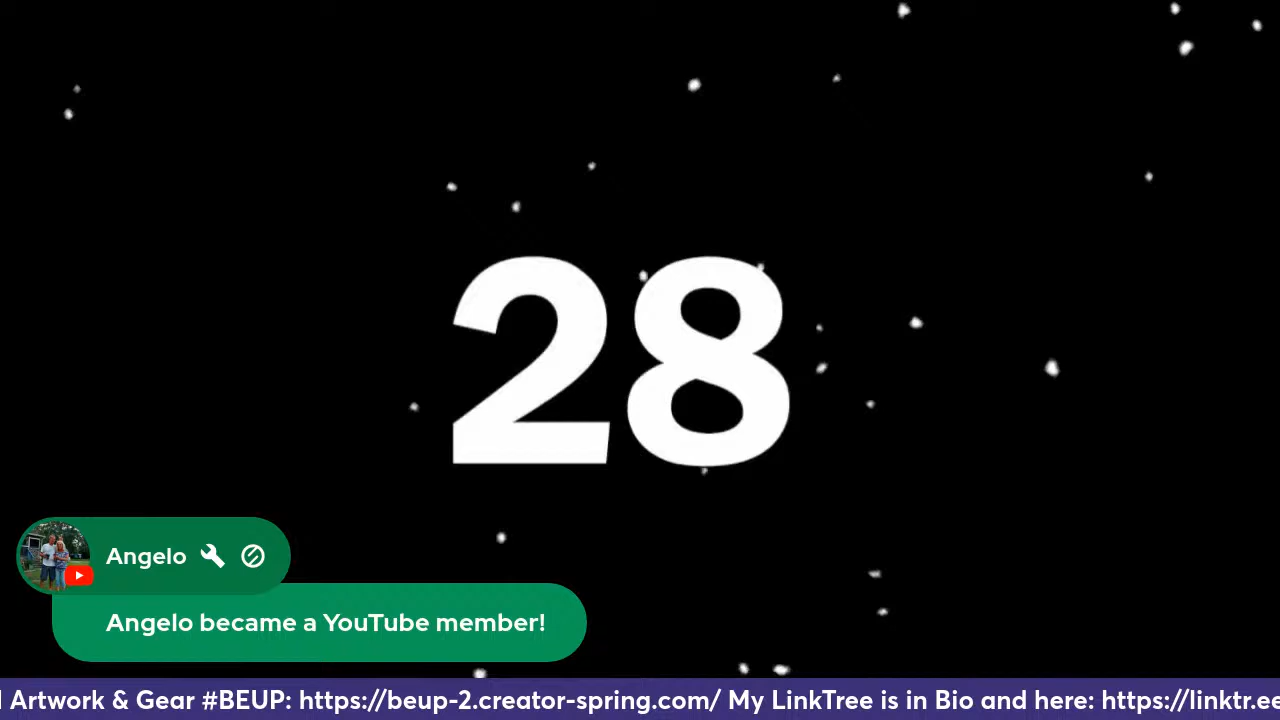 28
Angelo
Angelo became a YouTube member!
Artwork & Gear #BEUP: https://beup-2.creator-spring.com/ My LinkTree is in Bio and here: https://linktr.ee